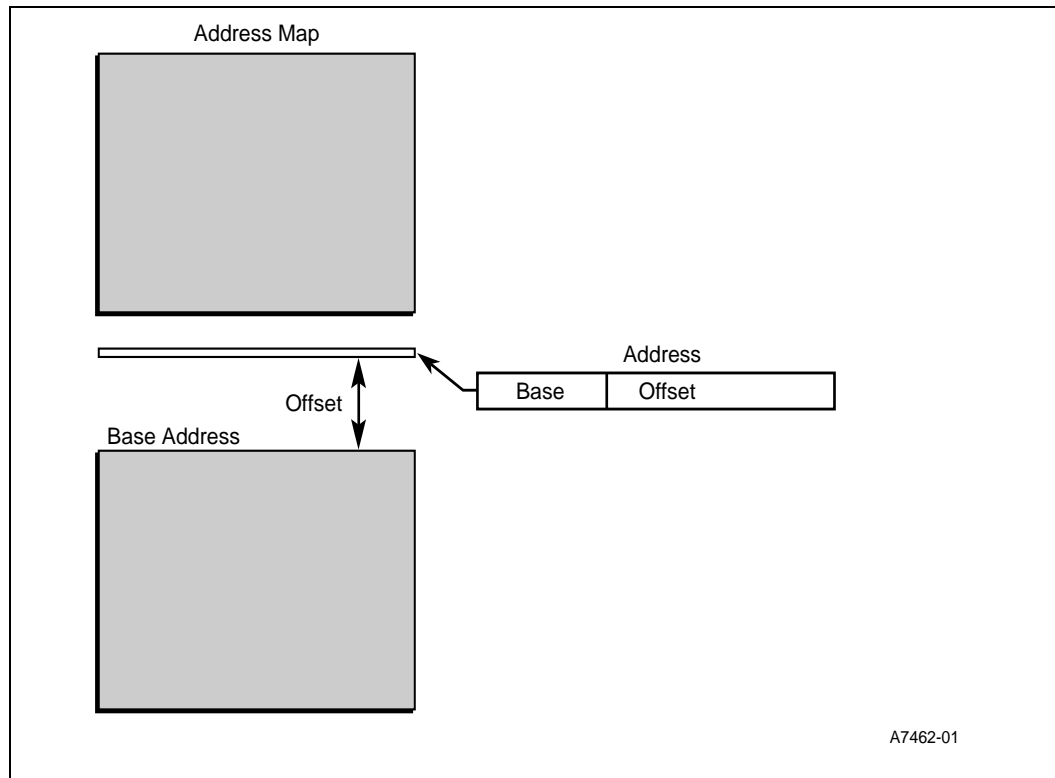 Address Map
Address
Base Offset
Offset
Base Address
A7462-01